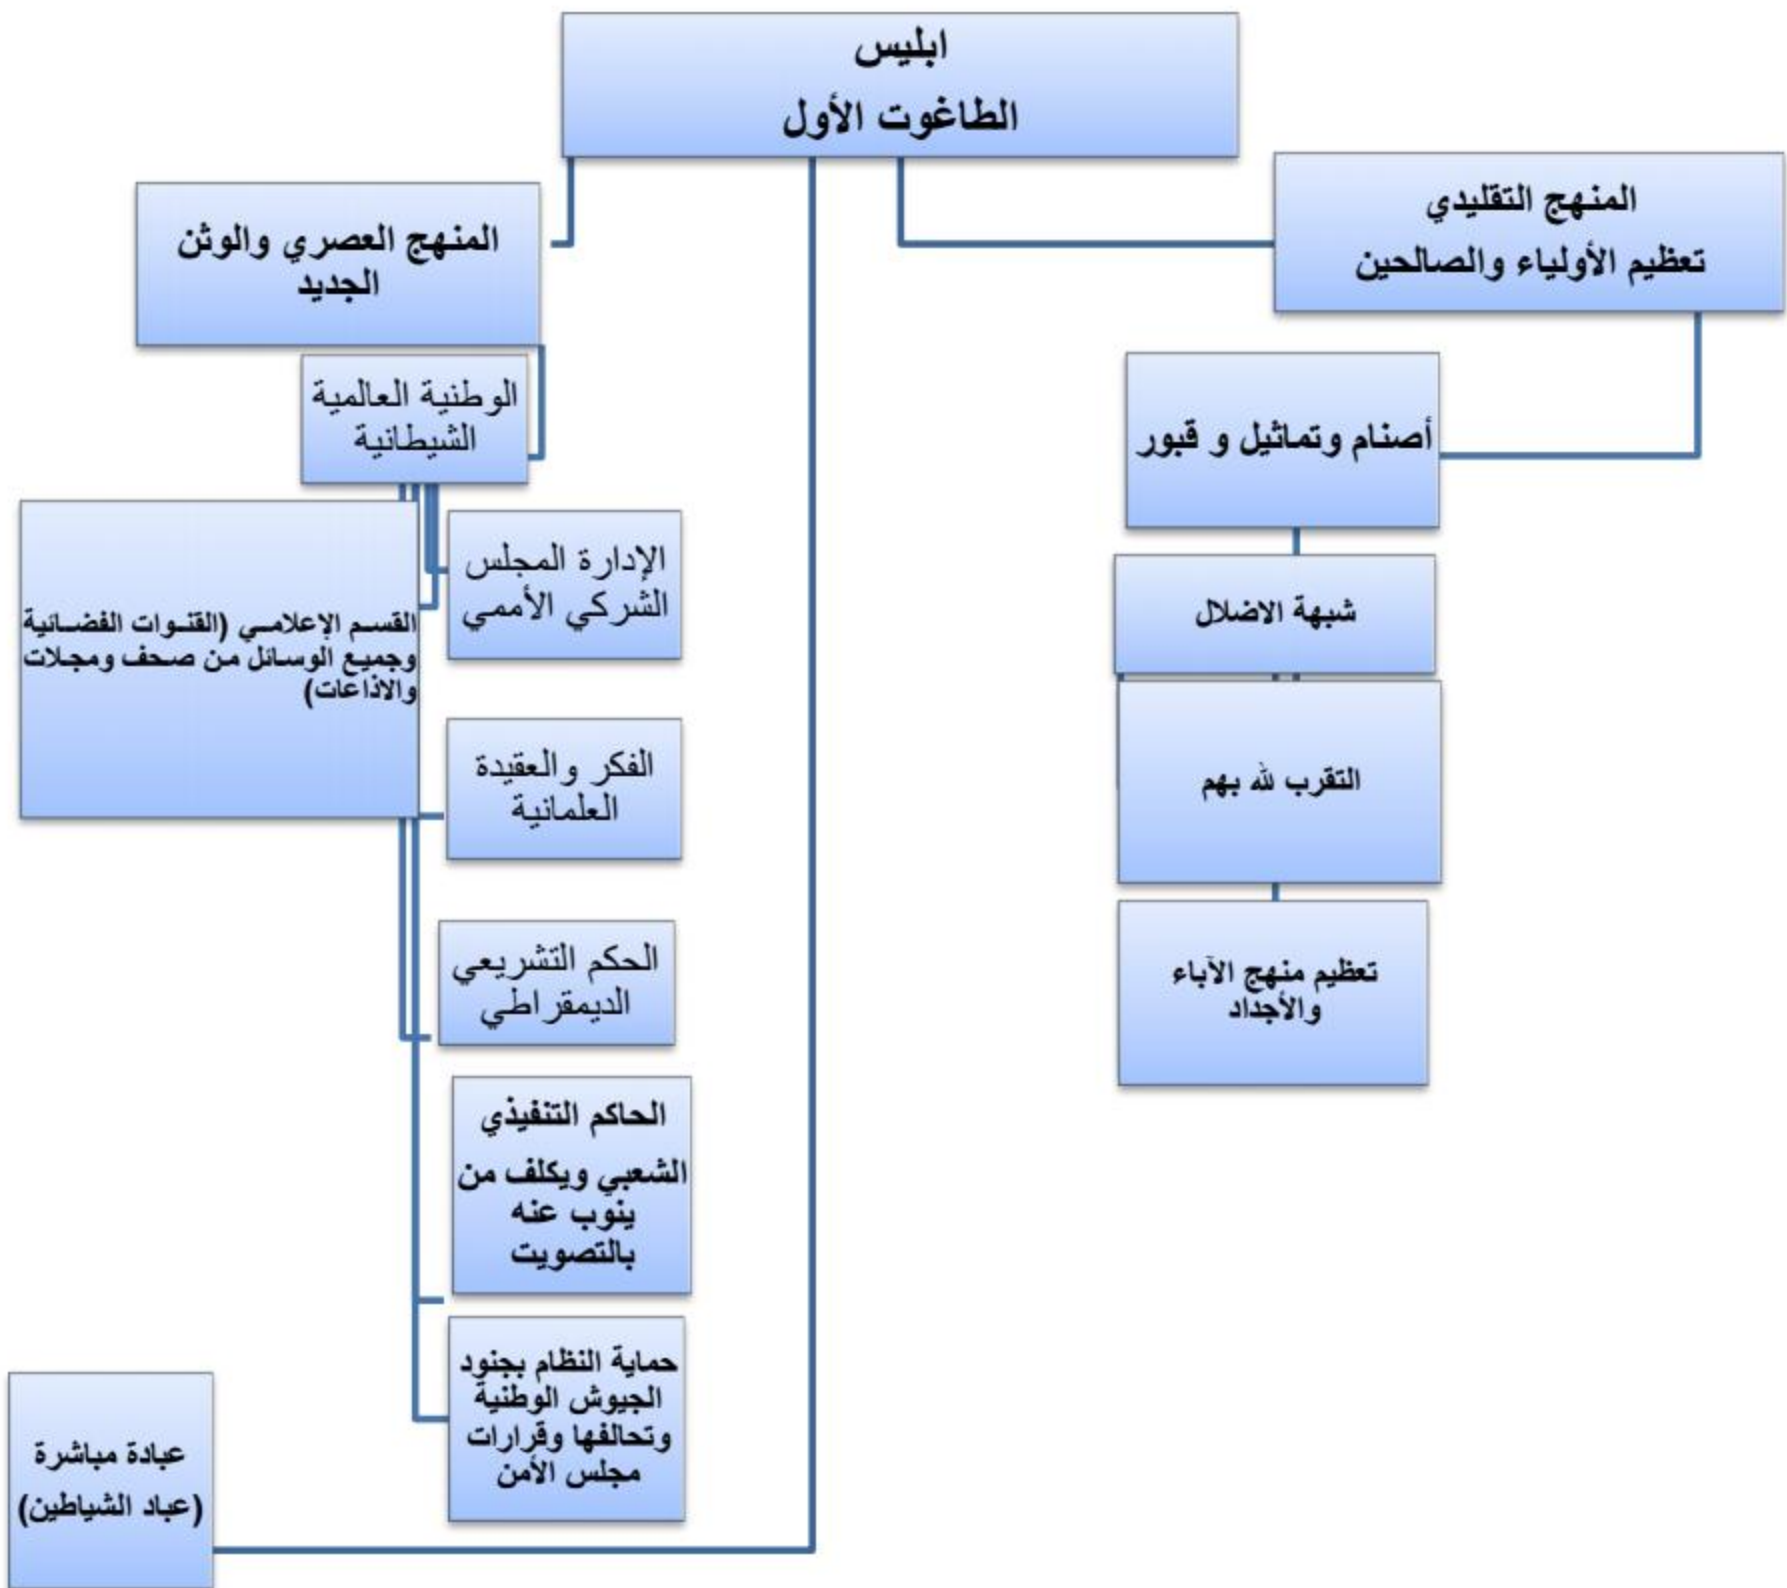 ابليس
الطاغوت الأول
المنهج التقليدي
تعظيم الأولياء والصالحين
أصنام وتماثيل و قبور
شبهة الاضلال
التقرب لله بهم
تعظيم منهج الآباء
والأجداد
المنهج العصري والوثن
الجديد
الوطنية العالمية
الشيطانية
الإدارة المجلس
الشركي الأممي
القسم الإعلامي (القنوات الفضائية
وجميع الوسائل من صحف ومجلات
والاذاعات)
الفكر والعقيدة
العلمانية
الحكم التشريعي
الديمقراطي
الحاكم التنفيذي
الشعبي ويكلف من
ينوب عنه
بالتصويت
حماية النظام بجنود
الجيوش الوطنية
وتحالفها وقرارات
مجلس الأمن
عبادة مباشرة
(عباد الشياطين)